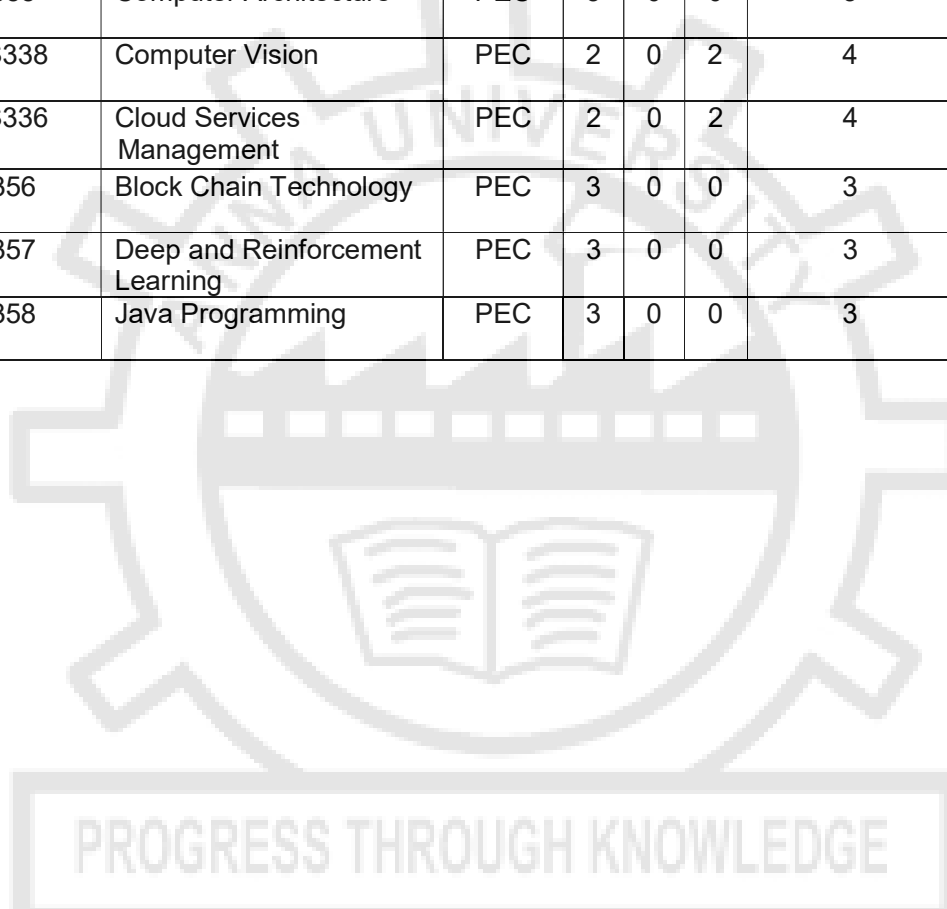 Computer Architecture PEC
338 Computer Vision PEC 2 0 2 4
336 Cloud Services PEC 2 0 2 4
Management
356 Block Chain Technology PEC 3 0 0 3
357 Deep and Reinforcement PEC 3 0 0 3
Learning
358 Java Programming PEC 3 0 0 3
ANNA UNIVERSITY
PROGRESS THROUGH KNOWLEDGE